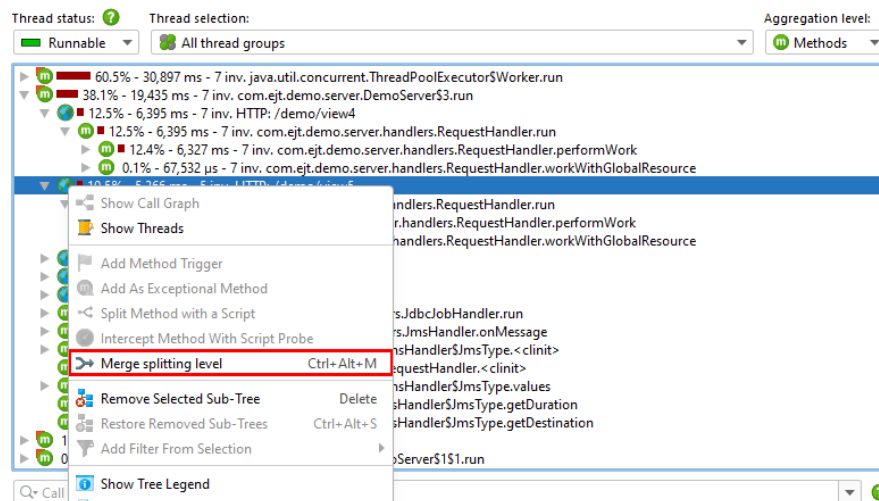 Thread status: Thread selection: Aggregation level:
Runnable All thread groups Methods
60.5% - 30,897 ms - 7 inv. java.util.concurrent.ThreadPoolExecutor$Worker.run
38.1% - 19,435 ms - 7 inv. com.ejt.demo.server.DemoServer$3.run
12.5% - 6,395 ms - 7 inv. HTTP: /demo/view4
12.5% - 6,395 ms - 7 inv. com.ejt.demo.server.handlers.RequestHandler.run
12.4% - 6,327 ms - 7 inv. com.ejt.demo.server.handlers.RequestHandler.performWork
0.1% - 67,532 µs - 7 inv. com.ejt.demo.server.handlers.RequestHandler.workWithGlobalResource
Show Call Graph
ndlers.RequestHandler.run
Show Threads
r.handlers.RequestHandler.performWork
handlers.RequestHandler.workWithGlobalResource
Add Method Trigger
Add As Exceptional Method
Split Method with a Script
rs.JdbcJobHandler.run
Intercept Method With Script Probe
rs.JmsHandler.onMessage
msHandler$JmsType.<clinit>
Merge splitting level Ctrl+Alt+M
equestHandler.<clinit>
msHandler$JmsType.values
Remove Selected Sub-Tree Delete
sHandler$JmsType.getDuration
Restore Removed Sub-Trees Ctrl+Alt+S
sHandler$JmsType.getDestination
1
Add Filter From Selection
0
oServer$1$1.run
Show Tree Legend
Call